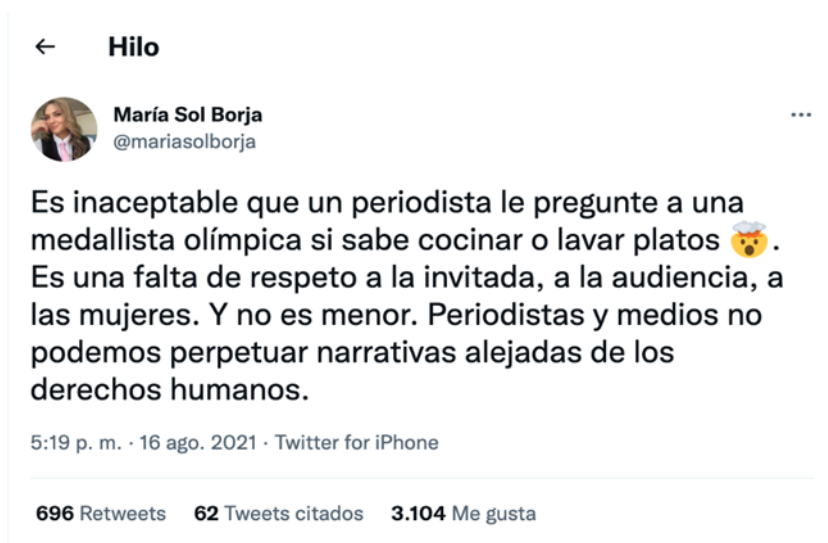 Hilo
María Sol Borja
@mariasolborja
Es inaceptable que un periodista le pregunte a una
medallista olímpica si sabe cocinar o lavar platos 🤯.
Es una falta de respeto a la invitada, a la audiencia, a
las mujeres. Y no es menor. Periodistas y medios no
podemos perpetuar narrativas alejadas de los
derechos humanos.
5:19 p. m. · 16 ago. 2021 · Twitter for iPhone
696 Retweets 62 Tweets citados 3.104 Me gusta